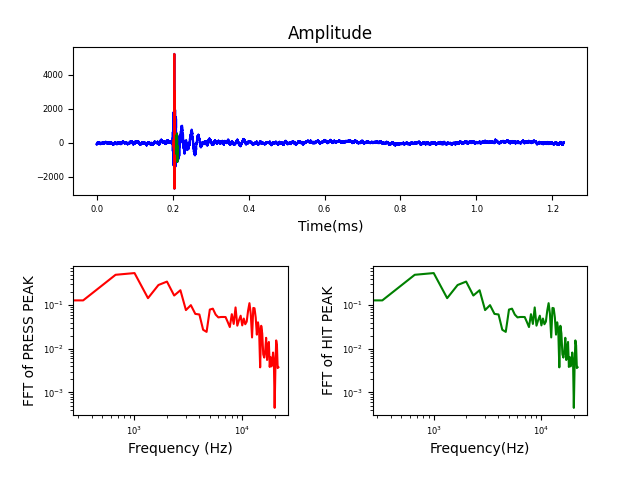 Amplitude
4000
2000
0
−2000
0.0 0.2 0.4 0.6 0.8 1.0 1.2
Time(ms)
FFT of PRESS PEAK
10⁻¹
10⁻²
10⁻³
10³ 10⁴
Frequency (Hz)
FFT of HIT PEAK
10⁻¹
10⁻²
10⁻³
10³ 10⁴
Frequency(Hz)